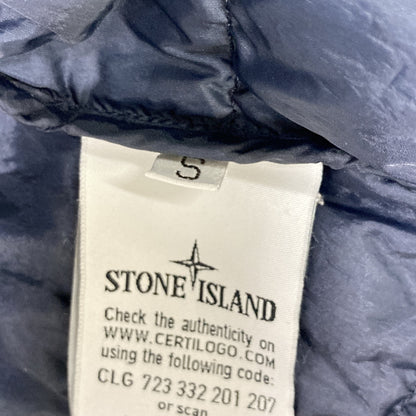 S
STONE ISLAND
Check the authenticity on
WWW.CERTILOGO.COM
using the following code:
CLG 723 332 201 207
or scan